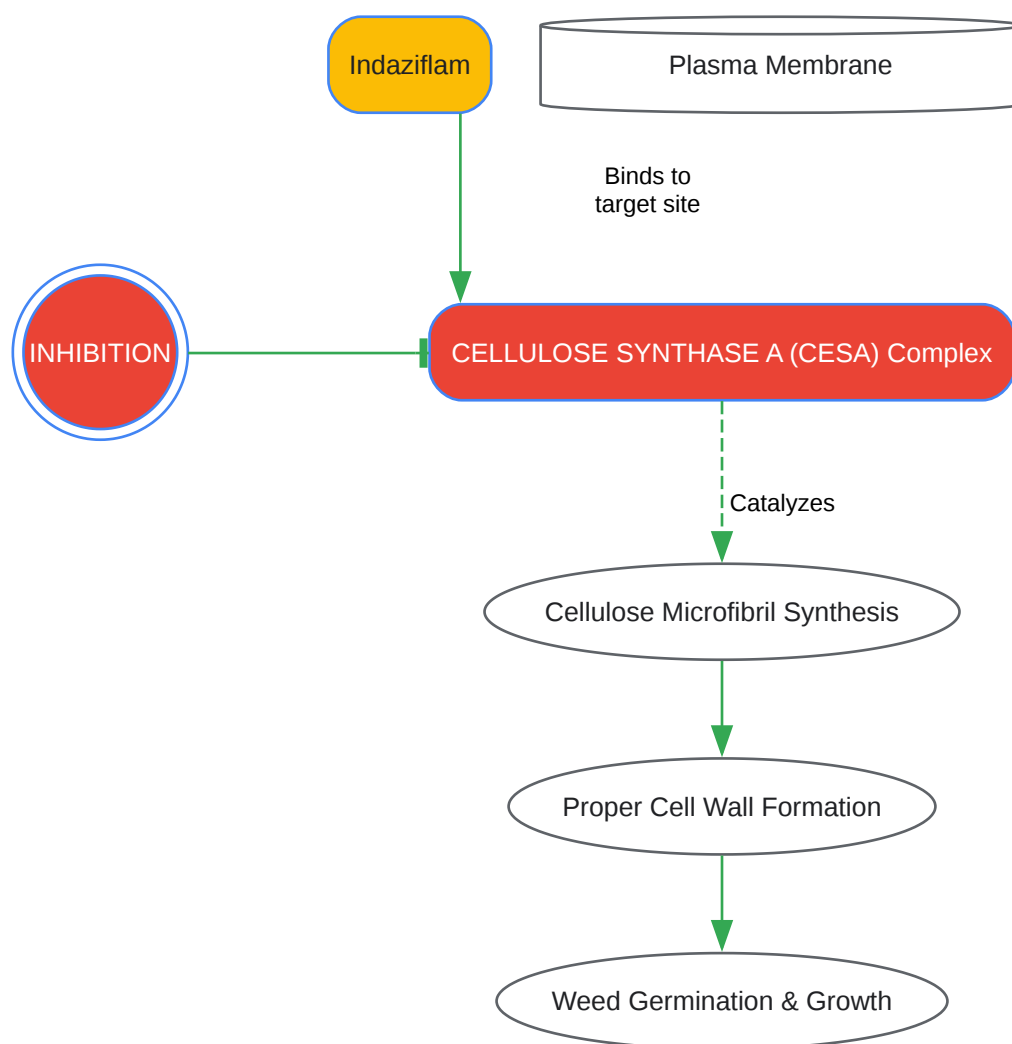 Indaziflam
Plasma Membrane
Binds to
target site
INHIBITION
CELLULOSE SYNTHASE A (CESA) Complex
Catalyzes
Cellulose Microfibril Synthesis
Proper Cell Wall Formation
Weed Germination & Growth